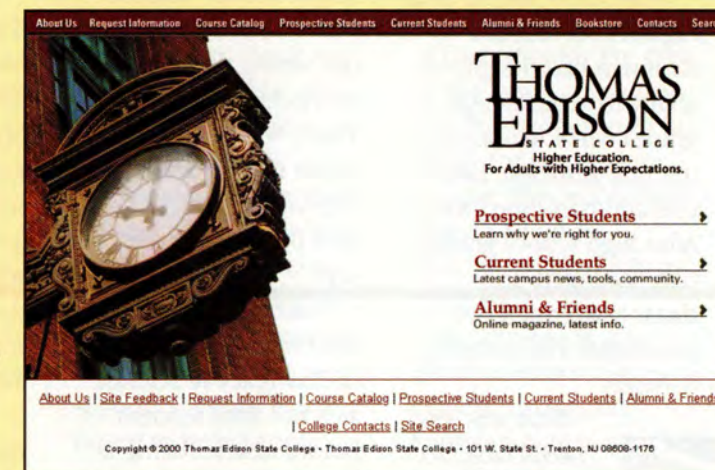 About Us Request Information Course Catalog Prospective Students Current Students Alumni & Friends Bookstore Contacts
THOMAS
EDISON
STATE COLLEGE
Higher Education.
For Adults with Higher Expectations.
Prospective Students
Learn why we're right for you.
Current Students
Latest campus news, tools, community.
Alumni & Friends
Online magazine, latest info.
About Us | Site Feedback | Request Information | Course Catalog | Prospective Students | Current Students | Alumni & Friends
| College Contacts | Site Search
Copyright © 2000 Thomas Edison State College • Thomas Edison State College • 101 W. State St. • Trenton, NJ 08608-1176